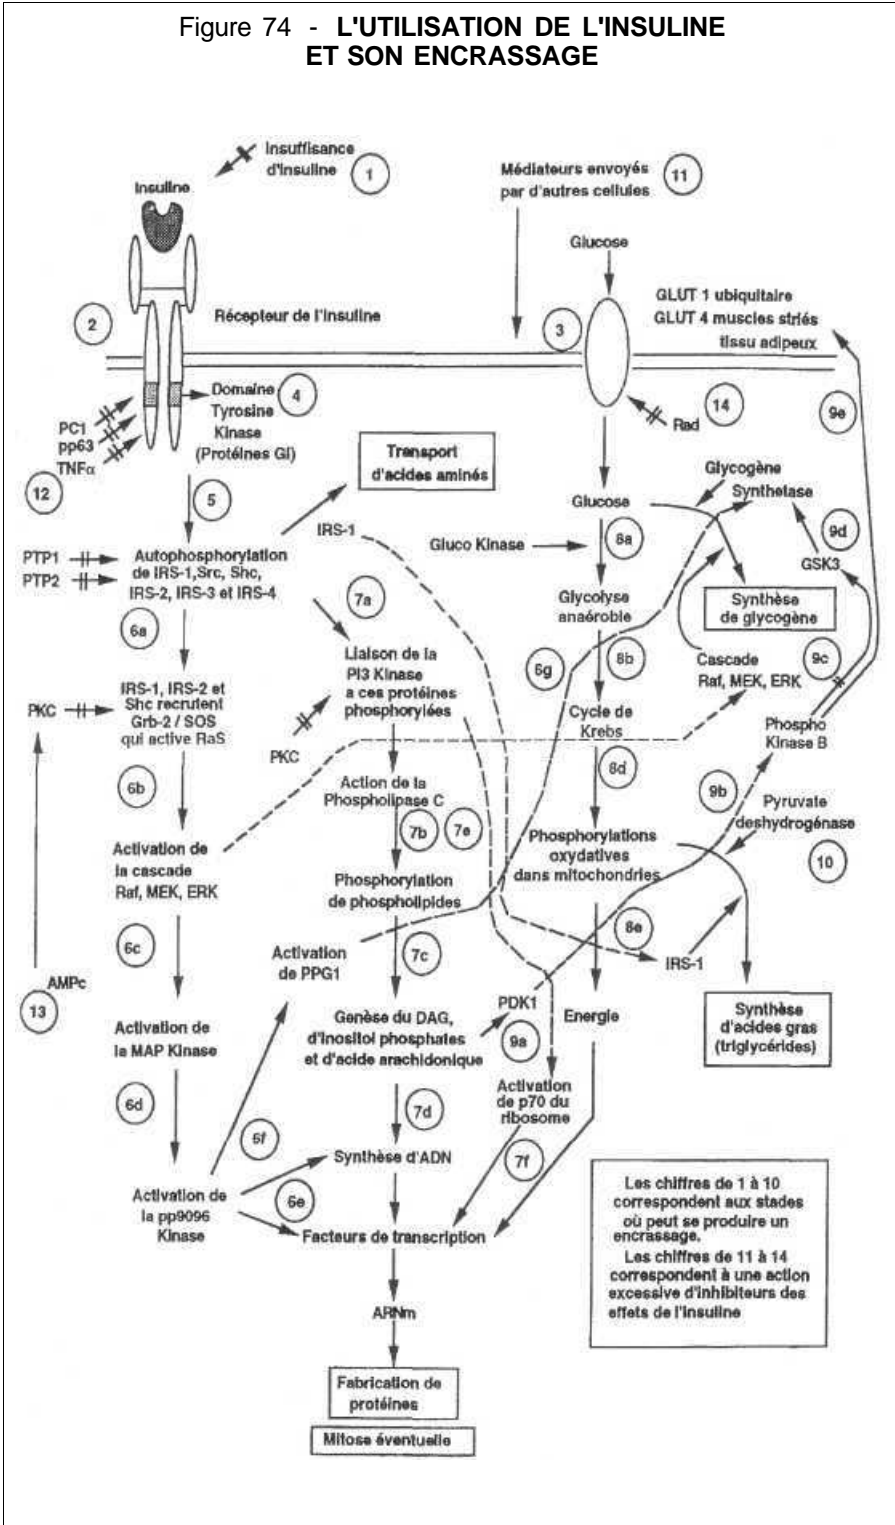 Figure 74 - L'UTILISATION DE L'INSULINE
ET SON ENCRASSAGE
Insuffisance
d'insuline
1
Insuline
Médiateurs envoyés
par d'autres cellules
11
Glucose
2
Récepteur de l'insuline
3
GLUT 1 ubiquitaire
GLUT 4 muscles striés
tissu adipeux
Domaine
Tyrosine
Kinase
(Protéines GI)
4
PC1
pp63
TNFα
12
14
Rad
9e
5
Transport
d'acides aminés
Glycogène
Synthetase
Glucose
IRS-1
Gluco Kinase
8a
9d
GSK3
PTP1
PTP2
Autophosphorylation
de IRS-1,Src, Shc,
IRS-2, IRS-3 et IRS-4
7a
Glycolyse
anaérobie
Synthèse
de glycogène
6a
Liaison de la
PI3 Kinase
a ces protéines
phosphorylées
6g
8b
Cascade
Raf, MEK, ERK
9c
PKC
IRS-1, IRS-2 et
Shc recrutent
Grb-2 / SOS
qui active RaS
PKC
Cycle de
Krebs
Phospho
Kinase B
6b
Action de la
Phospholipase C
8d
9b
Pyruvate
deshydrogénase
10
7b
7e
Activation de
la cascade
Raf, MEK, ERK
Phosphorylations
oxydatives
dans mitochondries
Phosphorylation
de phospholipides
6c
Activation
de PPG1
7c
8e
IRS-1
AMPc
13
PDK1
Energie
Genèse du DAG,
d'inositol phosphates
et d'acide arachidonique
9a
Synthèse
d'acides gras
(triglycérides)
Activation de
la MAP Kinase
Activation
de p70 du
ribosome
6d
7d
6f
Synthèse d'ADN
7f
Activation de
la pp9096
Kinase
6e
Facteurs de transcription
Les chiffres de 1 à 10
correspondent aux stades
où peut se produire un
encrassage.
Les chiffres de 11 à 14
correspondent à une action
excessive d'inhibiteurs des
effets de l'insuline
ARNm
Fabrication de
protéines
Mitose éventuelle